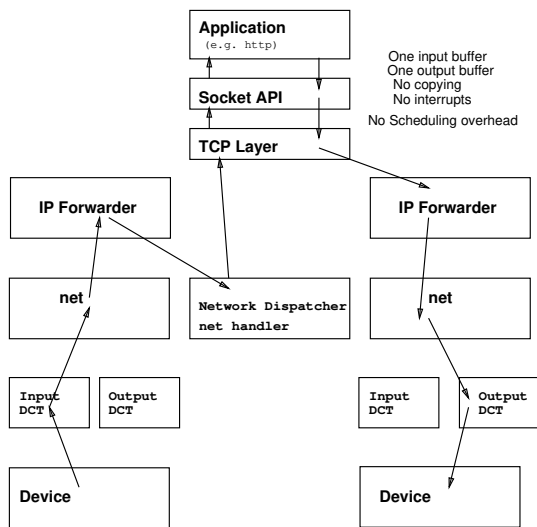 Application
(e.g. http)
One input buffer
One output buffer
No copying
No interrupts
No Scheduling overhead
Socket API
TCP Layer
IP Forwarder
IP Forwarder
net
Network Dispatcher
net handler
net
Input
DCT
Output
DCT
Input
DCT
Output
DCT
Device
Device